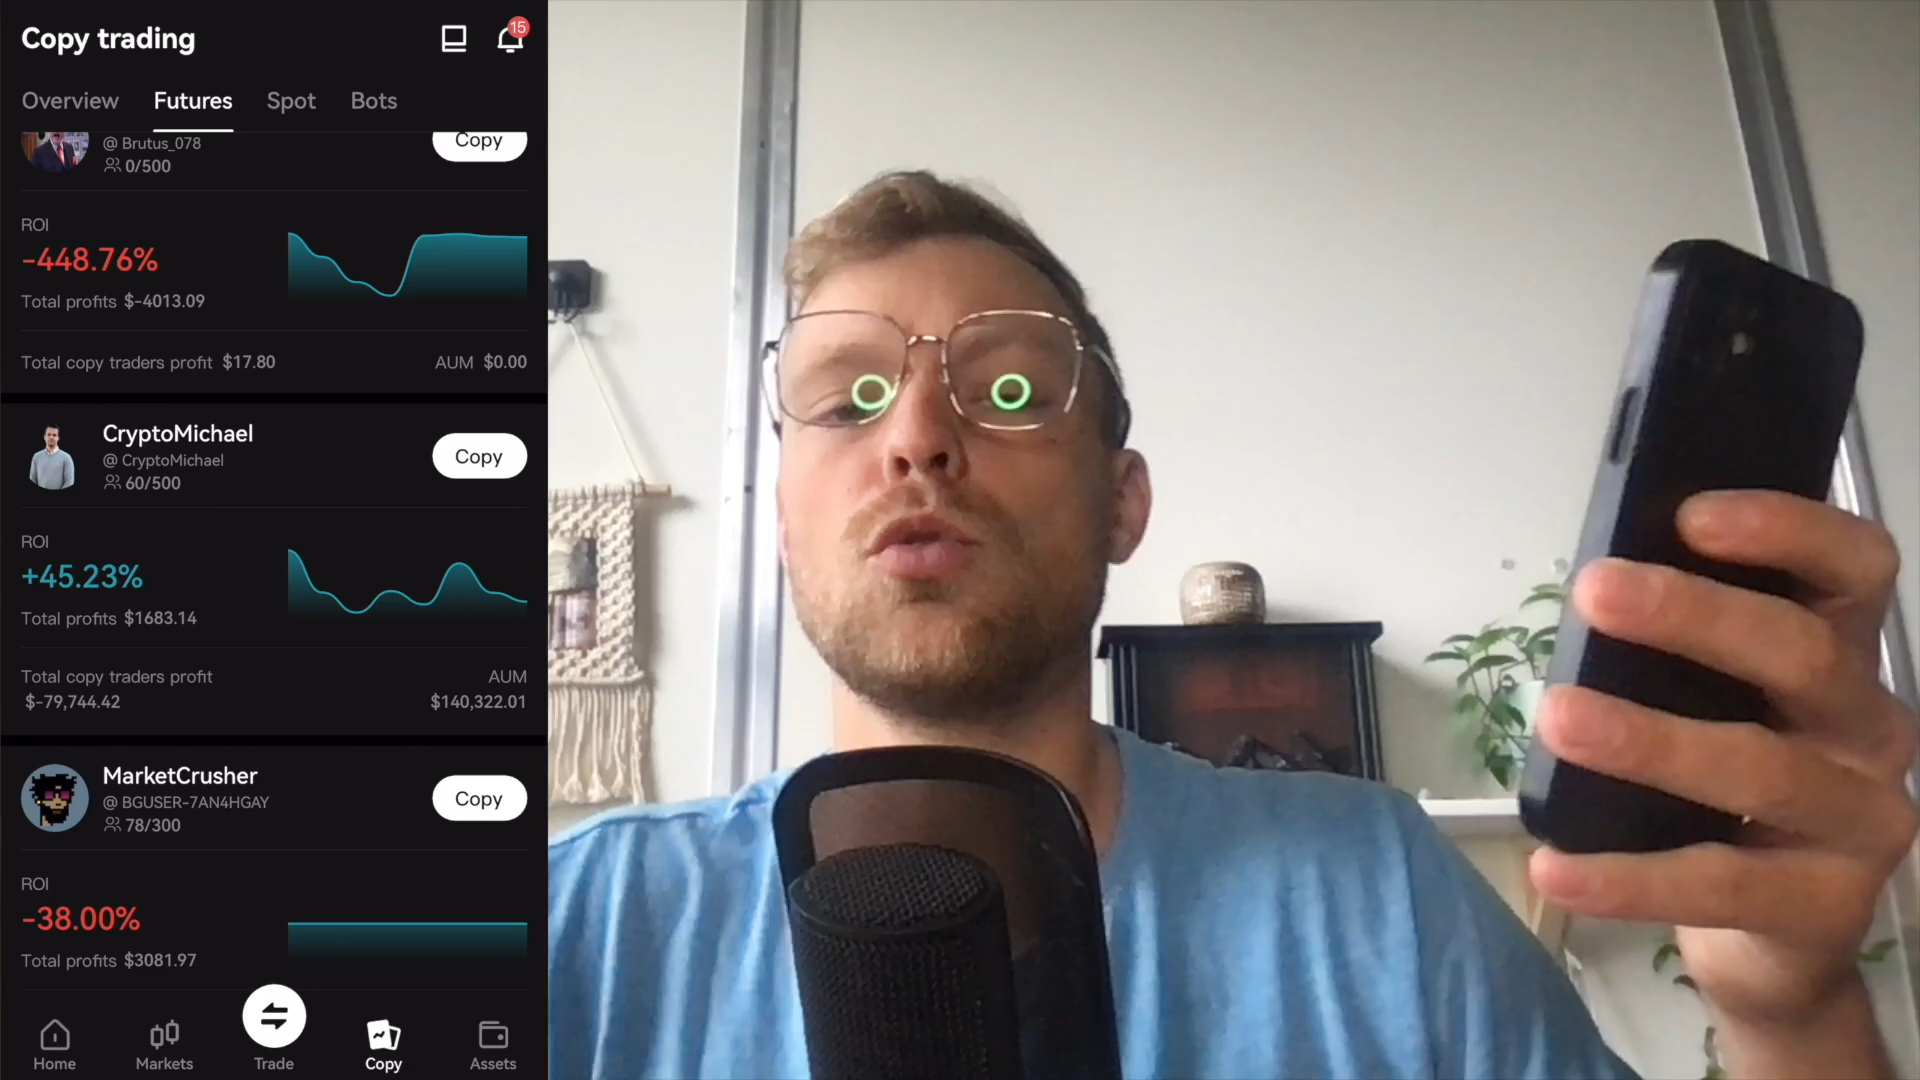 Copy trading
15
Overview Futures Spot Bots
@ Brutus_078
Copy
0/500
ROI
-448.76%
Total profits $-4013.09
Total copy traders profit $17.80 AUM $0.00
CryptoMichael
@ CryptoMichael
60/500
Copy
ROI
+45.23%
Total profits $1683.14
Total copy traders profit AUM
$-79,744.42 $140,322.01
MarketCrusher
@ BGUSER-7AN4HGAY
78/300
Copy
ROI
-38.00%
Total profits $3081.97
Home Markets Trade Copy Assets